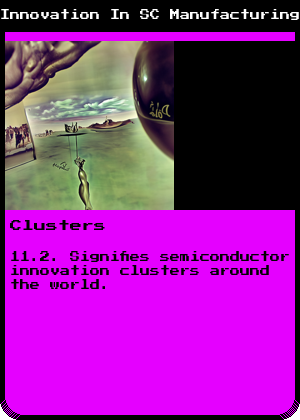 Innovation In SC Manufacturing
Clusters
11.2. Signifies semiconductor
innovation clusters around
the world.